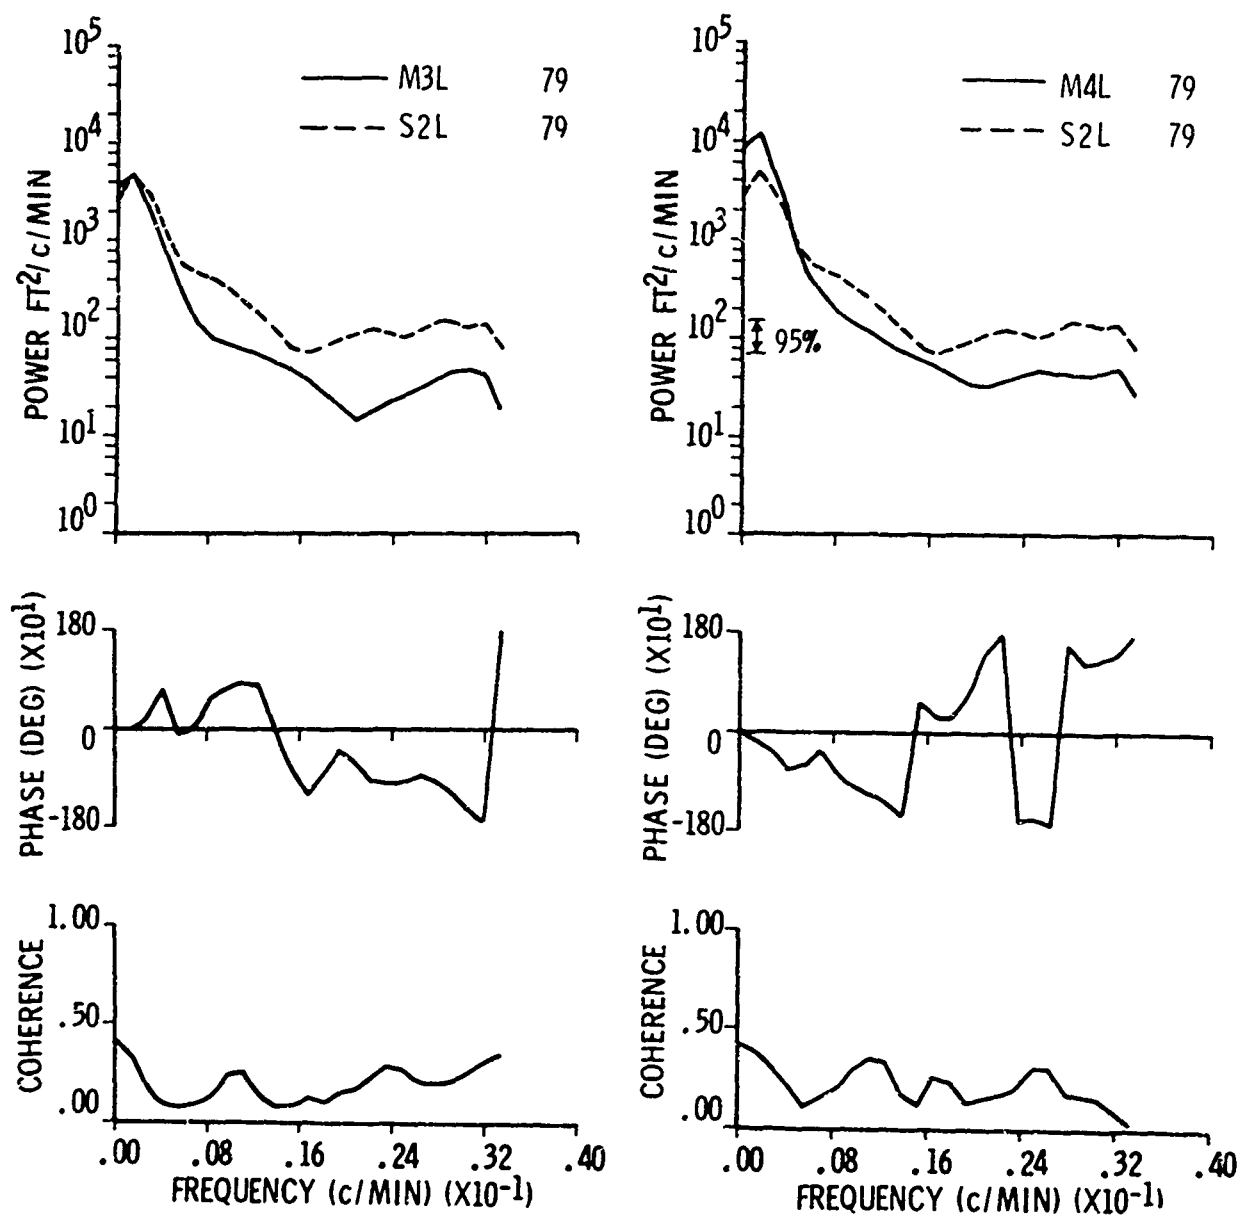 10^5
10^4
10^3
10^2
10^1
10^0
POWER FT^2/c/MIN
M3L 79
S2L 79
180
0
-180
PHASE (DEG) (X10^1)
1.00
.50
.00
COHERENCE
.00 .08 .16 .24 .32 .40
FREQUENCY (c/MIN) (X10^-1)
10^5
10^4
10^3
10^2
10^1
10^0
POWER FT^2/c/MIN
M4L 79
S2L 79
95%
180
0
-180
PHASE (DEG) (X10^1)
1.00
.50
.00
COHERENCE
.00 .08 .16 .24 .32 .40
FREQUENCY (c/MIN) (X10^-1)